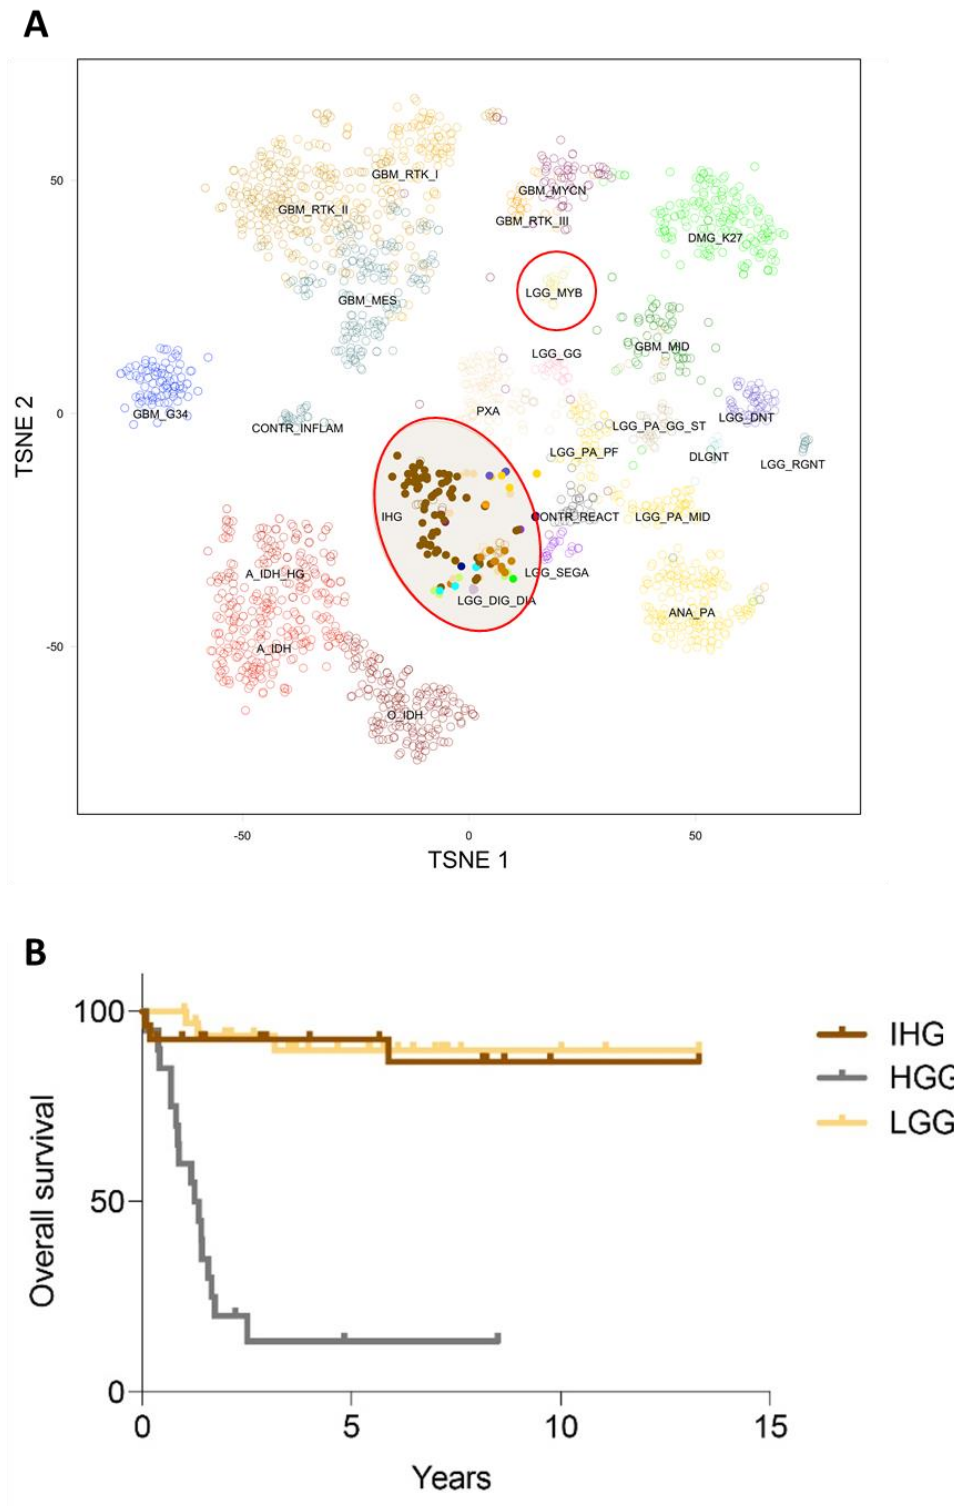 A
GBM_RTK_I
GBM_RTK_II
GBM_MYCN
GBM_RTK_III
DMG_K27
LGG_MYB
GBM_MES
GBM_MID
LGG_GG
GBM_G34
CONTR_INFLAM
PXA
LGG_PA_GG_ST
LGG_DNT
LGG_PA_PF
DLGNT
LGG_RGNT
IHG
CONTR_REACT
LGG_PA_MID
A_IDH_HG
LGG_SEGA
LGG_DIG_DIA
ANA_PA
A_IDH
O_IDH
50
0
-50
TSNE 2
-50 0 50
TSNE 1
B
100
50
0
Overall survival
0 5 10 15
Years
IHG
HGG
LGG